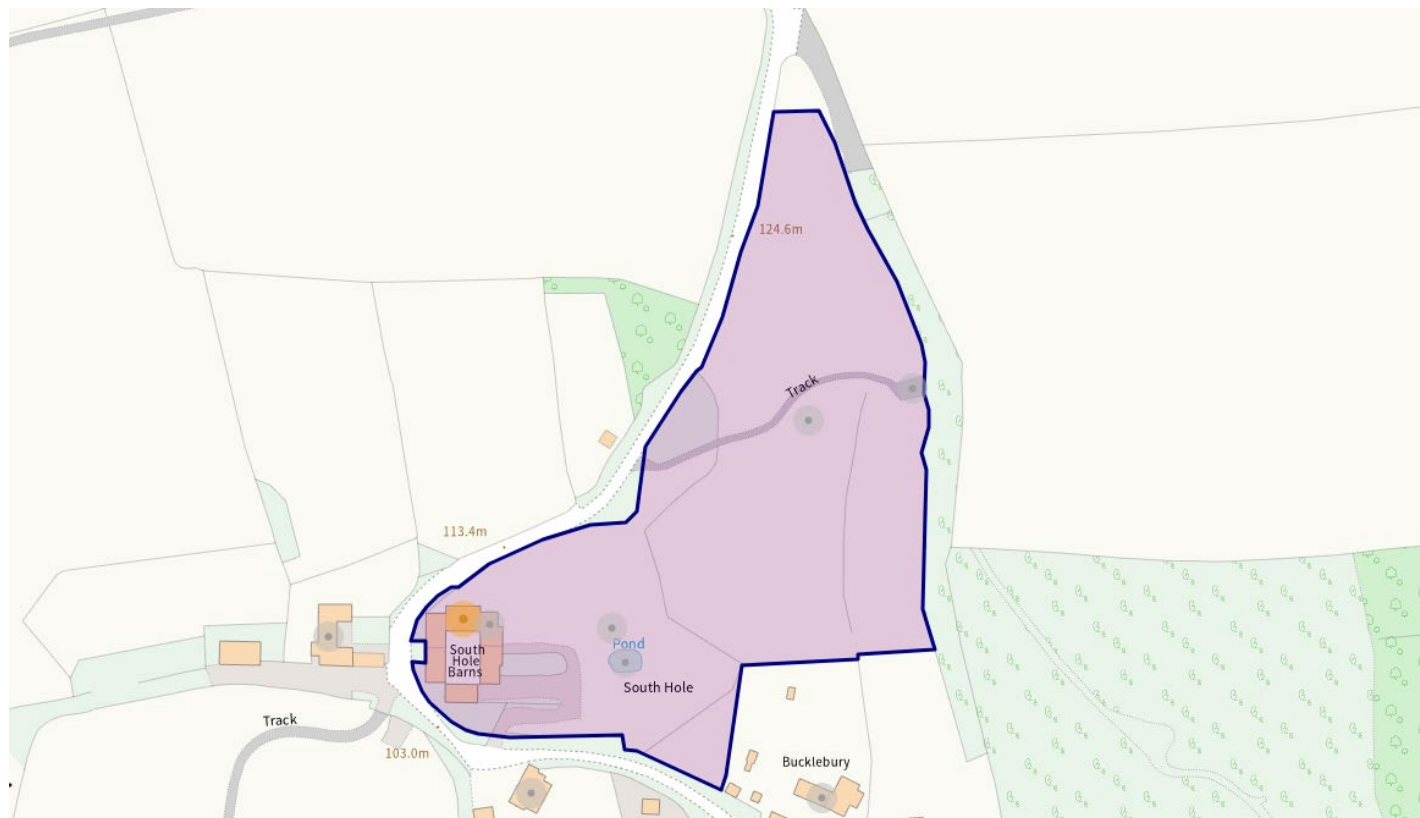 124.6m
Track
113.4m
South
Hole
Barns
Pond
South Hole
Track
103.0m
Bucklebury